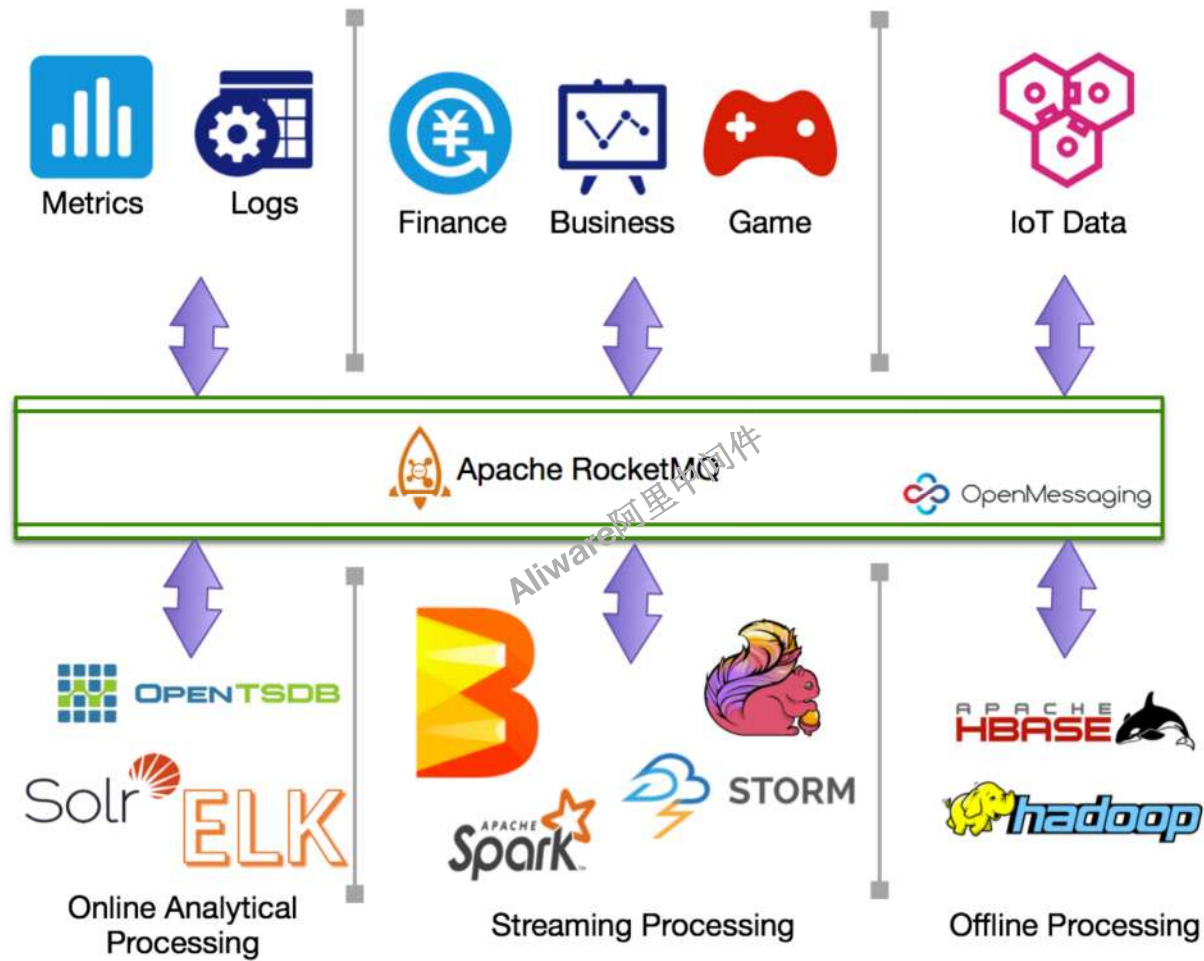 Metrics
Logs
Finance
Business
Game
IoT Data
Apache RocketMQ
OpenMessaging
Aliware阿里中间件
OPENTSDB
Solr
ELK
APACHE
Spark™
STORM
APACHE
HBASE
hadoop
Online Analytical
Processing
Streaming Processing
Offline Processing